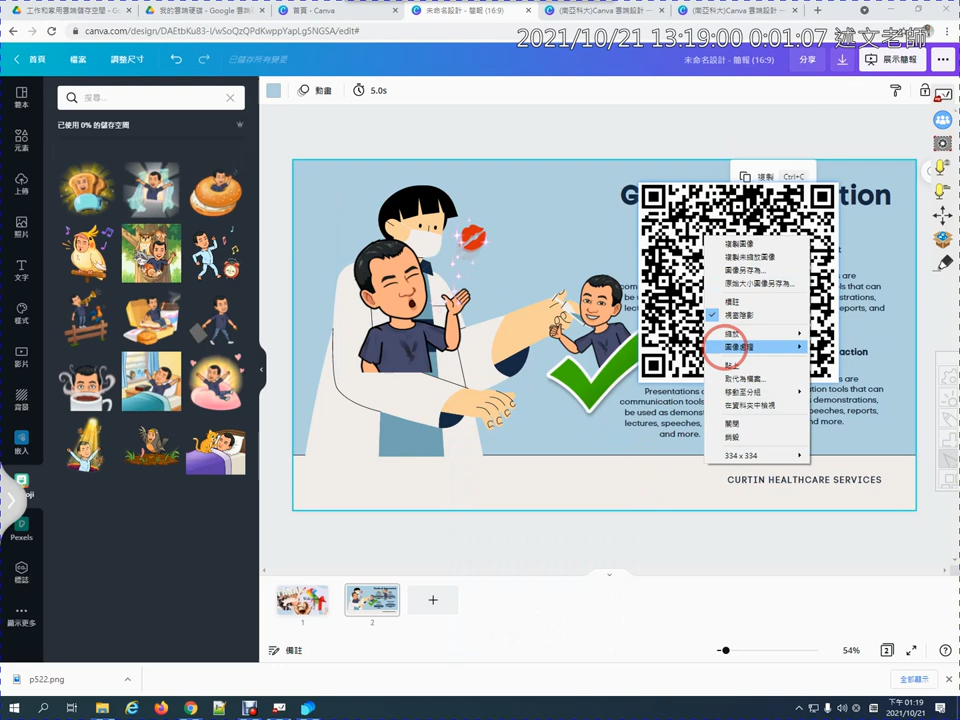 工作和家用雲端儲存空間 - G
我的雲端硬碟 - Google 雲端
首頁 - Canva
未命名設計 - 簡報 (16:9)
(南亞科大)Canva 雲端設計
(南亞科大)Canva 雲端設計
canva.com/design/DAEtbKu83-I/wSoQzQPdKwppYapLg5NGSA/edit#
2021/10/21 13:19:00 0:01:07 述文老師
首頁
檔案
調整尺寸
已儲存所有變更
未命名設計 - 簡報 (16:9)
分享
展示簡報
搜尋...
動畫
5.0s
已使用 0% 的儲存空間
範本
元素
上傳
照片
文字
樣式
影片
背景
嵌入
Pexels
標誌
顯示更多
複製 Ctrl+C
複製圖像
複製未縮放圖像
圖像另存為...
原始大小圖像另存為...
標註
視窗陰影
縮放
圖像處理
貼上
取代為檔案...
移動至分組
在資料夾中檢視
關閉
銷毀
334 x 334
Presentations are
communication tools that can
be used as demonstrations,
lectures, speeches, reports,
and more.
CURTIN HEALTHCARE SERVICES
1
2
備註
54%
2
p522.png
全部顯示
下午 01:19
2021/10/21